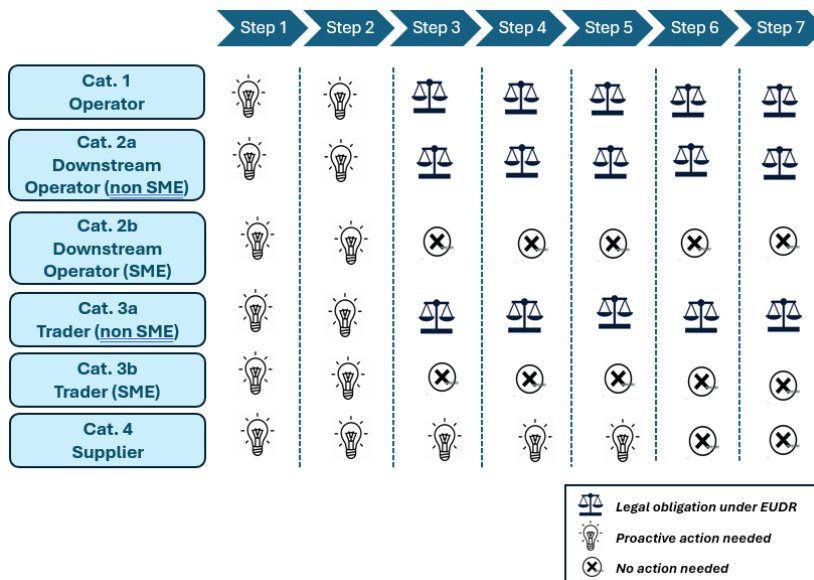 Step 1
Step 2
Step 3
Step 4
Step 5
Step 6
Step 7
Cat. 1
Operator
Cat. 2a
Downstream
Operator (non SME)
Cat. 2b
Downstream
Operator (SME)
Cat. 3a
Trader (non SME)
Cat. 3b
Trader (SME)
Cat. 4
Supplier
Legal obligation under EUDR
Proactive action needed
No action needed